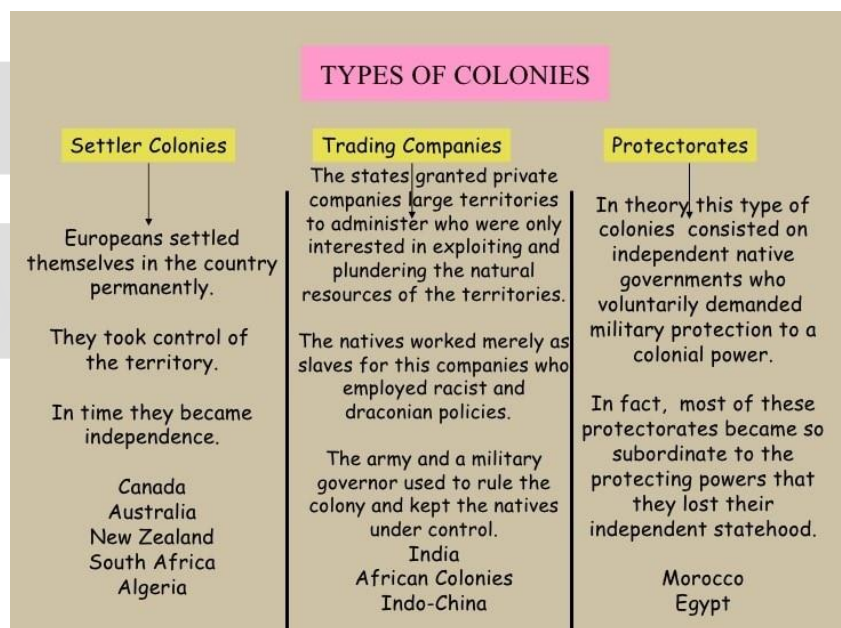 TYPES OF COLONIES
Settler Colonies
Europeans settled
themselves in the country
permanently.
They took control of
the territory.
In time they became
independence.
Canada
Australia
New Zealand
South Africa
Algeria
Trading Companies
The states granted private
companies large territories
to administer who were only
interested in exploiting and
plundering the natural
resources of the territories.
The natives worked merely as
slaves for this companies who
employed racist and
draconian policies.
The army and a military
governor used to rule the
colony and kept the natives
under control.
India
African Colonies
Indo-China
Protectorates
In theory this type of
colonies consisted on
independent native
governments who
voluntarily demanded
military protection to a
colonial power.
In fact, most of these
protectorates became so
subordinate to the
protecting powers that
they lost their
independent statehood.
Morocco
Egypt